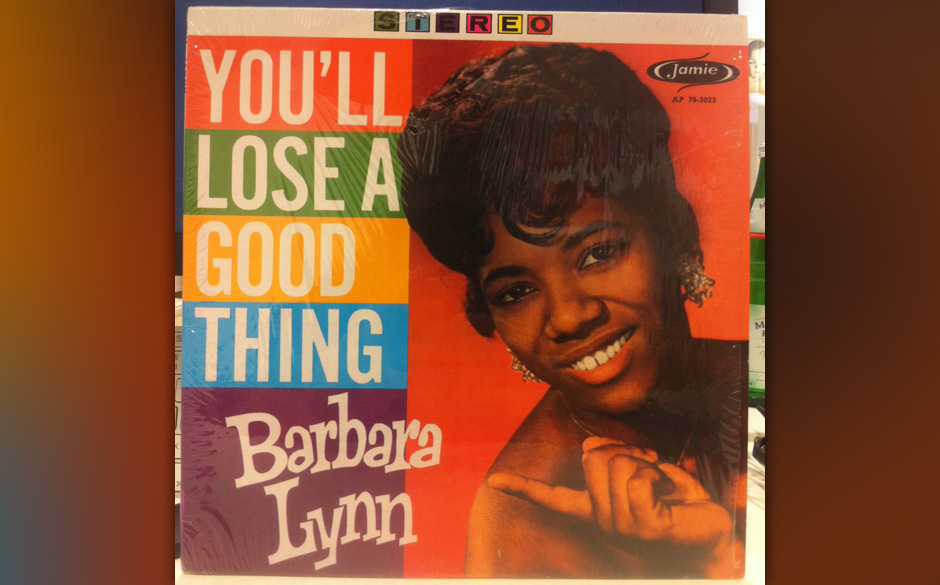 STEREO
YOU'LL
LOSE A
GOOD
THING
Barbara
Lynn
Jamie
JLP 70-3023